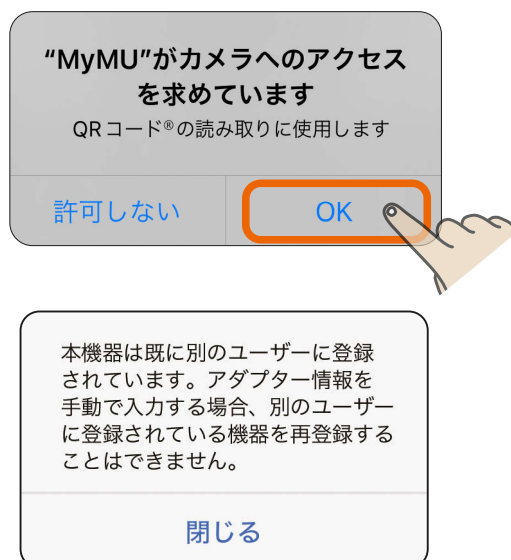 “MyMU”がカメラへのアクセス
を求めています
QRコード®の読み取りに使用します
許可しない
OK
本機器は既に別のユーザーに登録
されています。アダプター情報を
手動で入力する場合、別のユーザー
に登録されている機器を再登録する
ことはできません。
閉じる